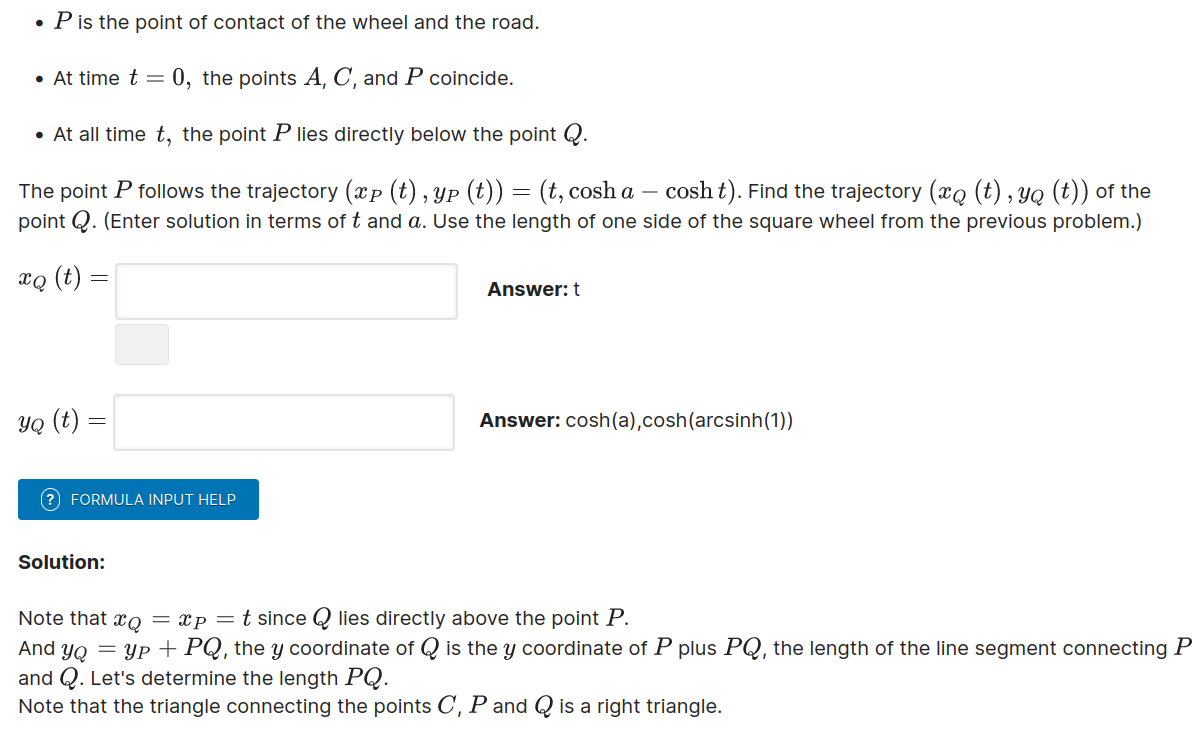 • P is the point of contact of the wheel and the road.
• At time t = 0, the points A, C, and P coincide.
• At all time t, the point P lies directly below the point Q.
The point P follows the trajectory (x_P (t) , y_P (t)) = (t, cosh a − cosh t). Find the trajectory (x_Q (t) , y_Q (t)) of the
point Q. (Enter solution in terms of t and a. Use the length of one side of the square wheel from the previous problem.)
x_Q (t) =
Answer: t
y_Q (t) =
Answer: cosh(a),cosh(arcsinh(1))
? FORMULA INPUT HELP
Solution:
Note that x_Q = x_P = t since Q lies directly above the point P.
And y_Q = y_P + PQ, the y coordinate of Q is the y coordinate of P plus PQ, the length of the line segment connecting P
and Q. Let's determine the length PQ.
Note that the triangle connecting the points C, P and Q is a right triangle.